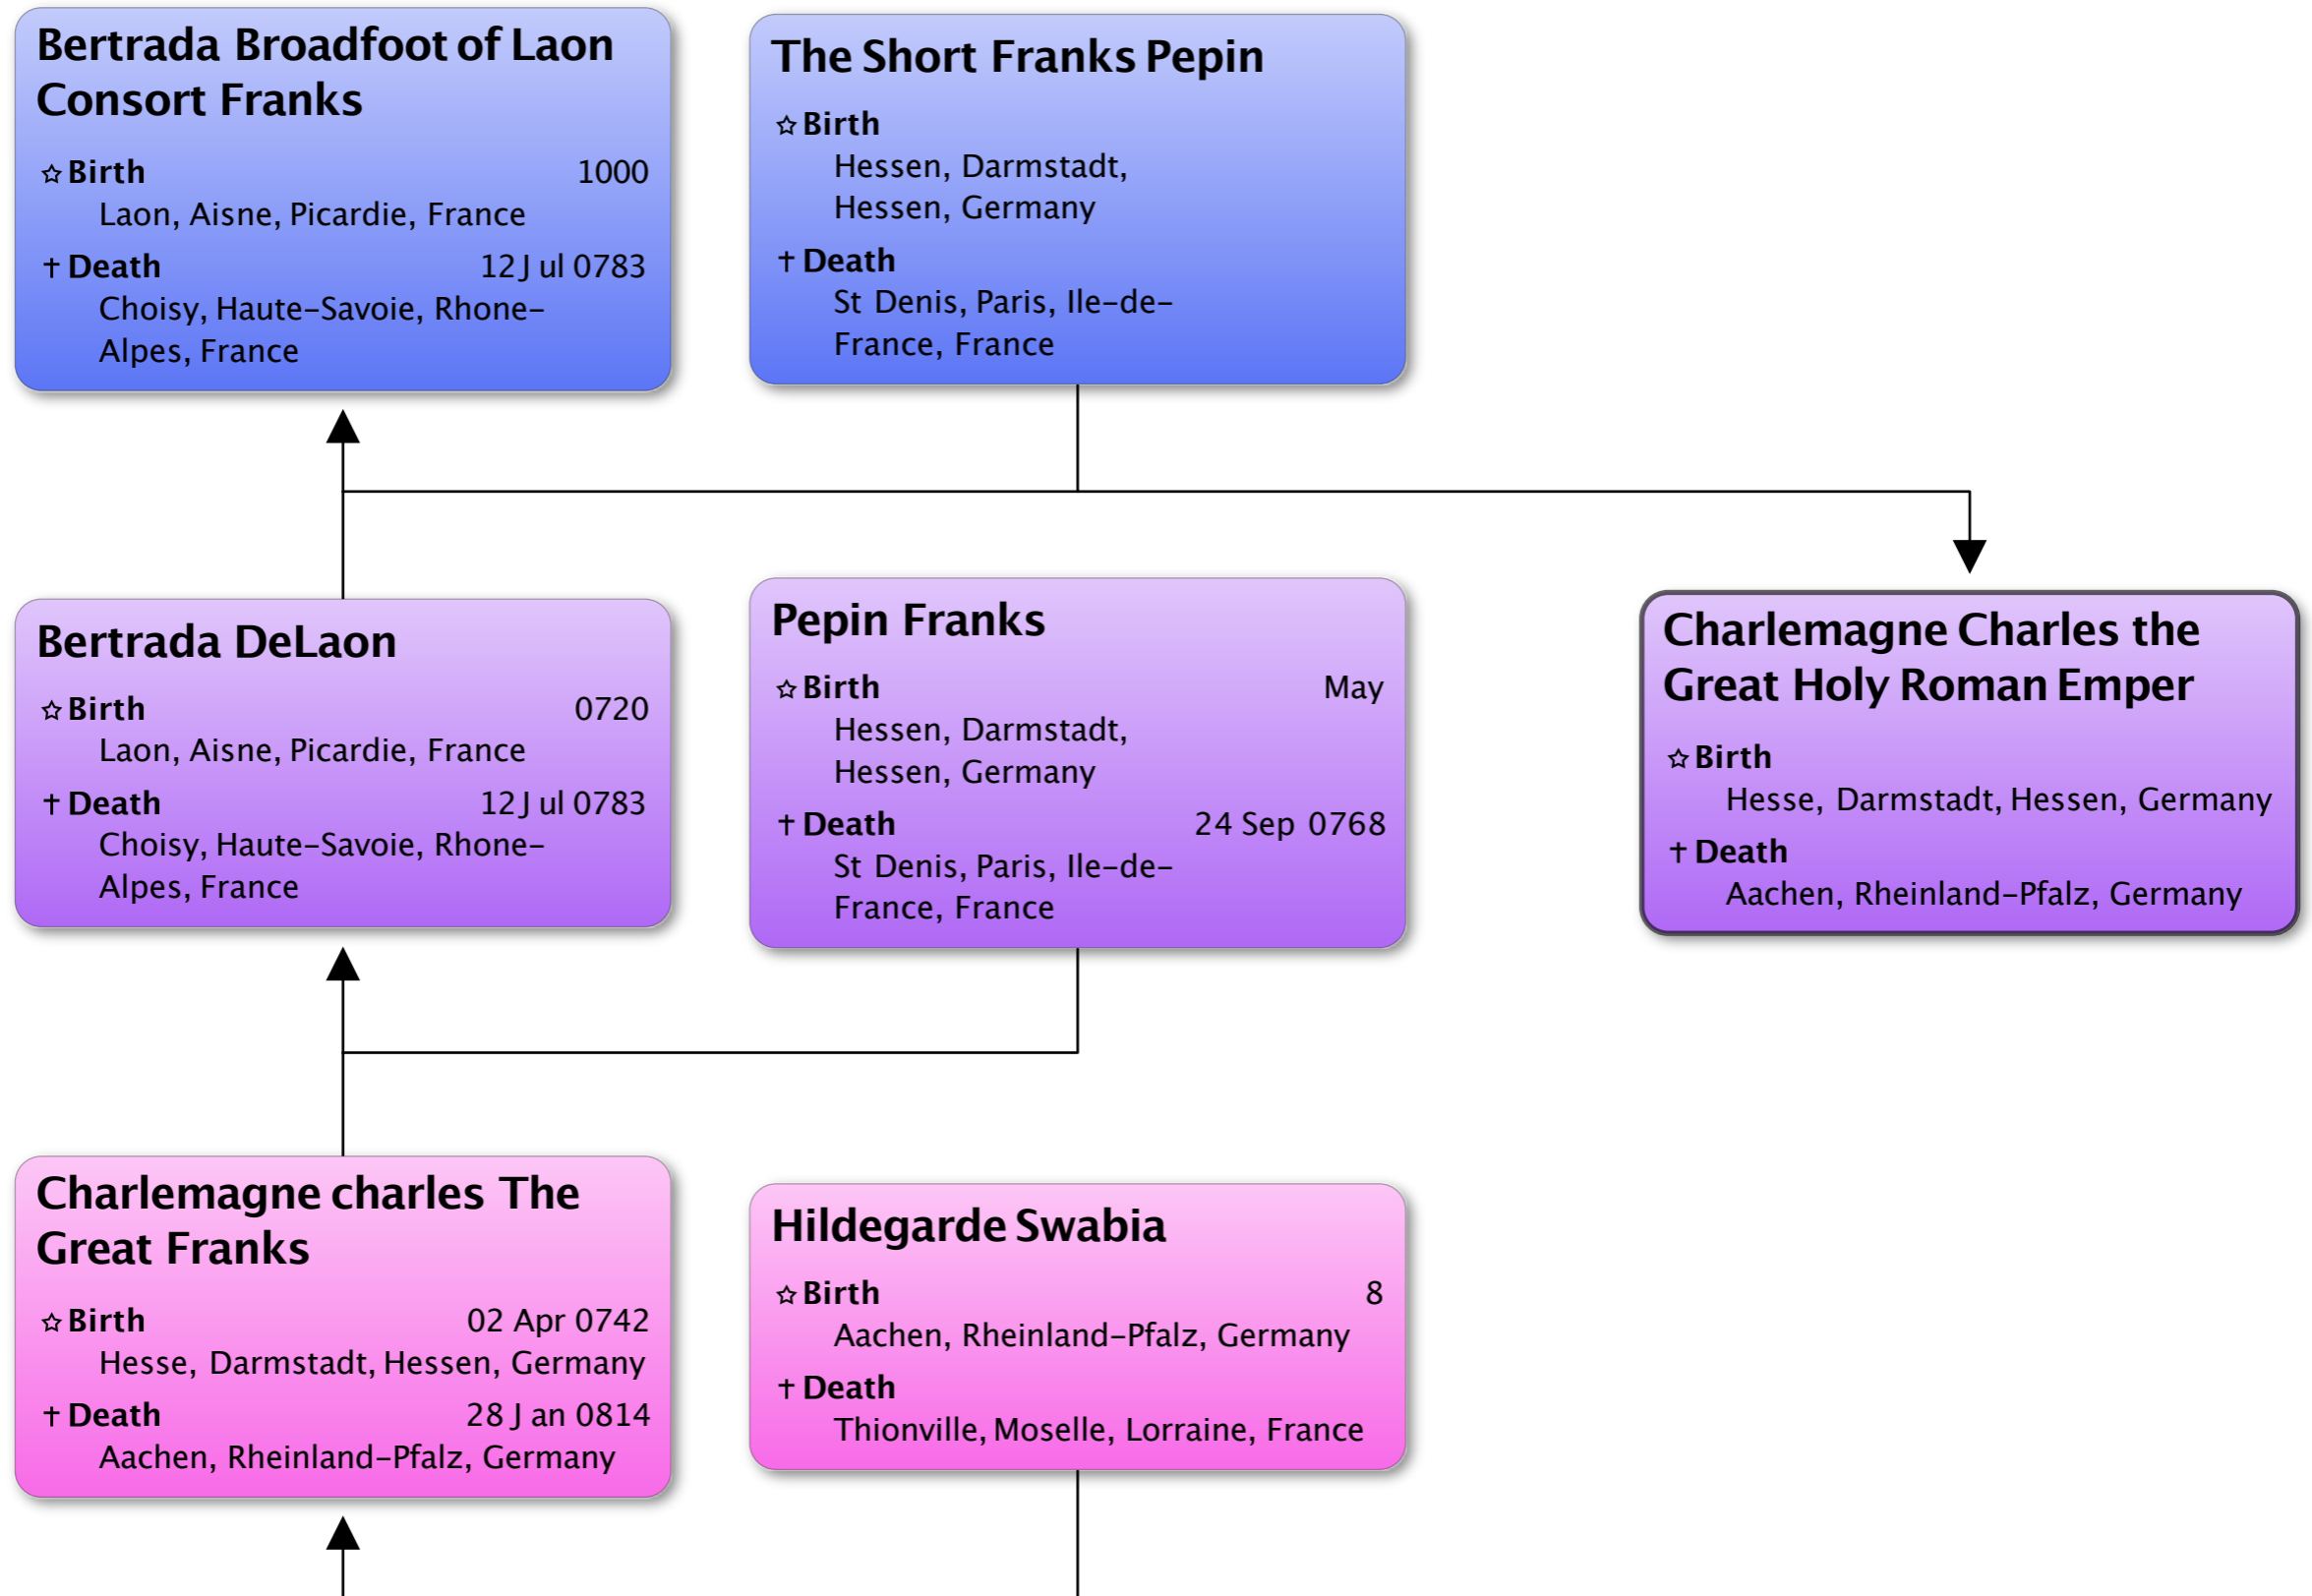 Bertrada Broadfoot of Laon
Consort Franks
☆ Birth 1000
Laon, Aisne, Picardie, France
† Death 12 Jul 0783
Choisy, Haute-Savoie, Rhone-
Alpes, France
The Short Franks Pepin
☆ Birth
Hessen, Darmstadt,
Hessen, Germany
† Death
St Denis, Paris, Ile-de-
France, France
Bertrada DeLaon
☆ Birth 0720
Laon, Aisne, Picardie, France
† Death 12 Jul 0783
Choisy, Haute-Savoie, Rhone-
Alpes, France
Pepin Franks
☆ Birth May
Hessen, Darmstadt,
Hessen, Germany
† Death 24 Sep 0768
St Denis, Paris, Ile-de-
France, France
Charlemagne Charles the
Great Holy Roman Emper
☆ Birth
Hesse, Darmstadt, Hessen, Germany
† Death
Aachen, Rheinland-Pfalz, Germany
Charlemagne charles The
Great Franks
☆ Birth 02 Apr 0742
Hesse, Darmstadt, Hessen, Germany
† Death 28 Jan 0814
Aachen, Rheinland-Pfalz, Germany
Hildegarde Swabia
☆ Birth 8
Aachen, Rheinland-Pfalz, Germany
† Death
Thionville, Moselle, Lorraine, France